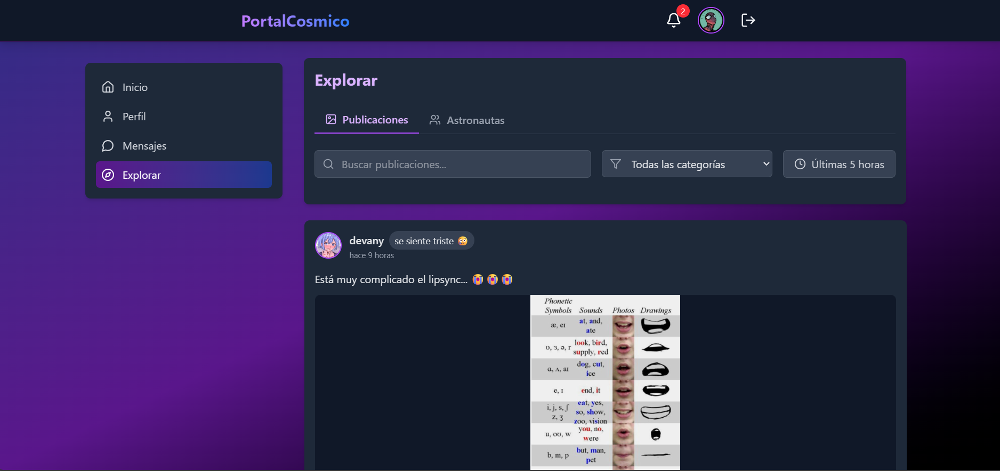 PortalCosmico
2
Inicio
Perfil
Mensajes
Explorar
Explorar
Publicaciones
Astronautas
Buscar publicaciones...
Todas las categorías
Últimas 5 horas
devany
se siente triste 😨
hace 9 horas
Está muy complicado el lipsync... 😭 😭 😭
Phonetic
Symbols Sounds Photos Drawings
æ, eɪ
at, and,
ate
ʊ, ɜ, ə, r
look, bird,
supply, red
ɑ, ʌ, aɪ
dog, cut,
ice
e, ɪ
end, it
i, j, s, ʃ
z, ʒ
eat, yes,
so, show,
zoo, vision
u, oʊ, w
you, no,
were
b, m, p
but, man,
pet